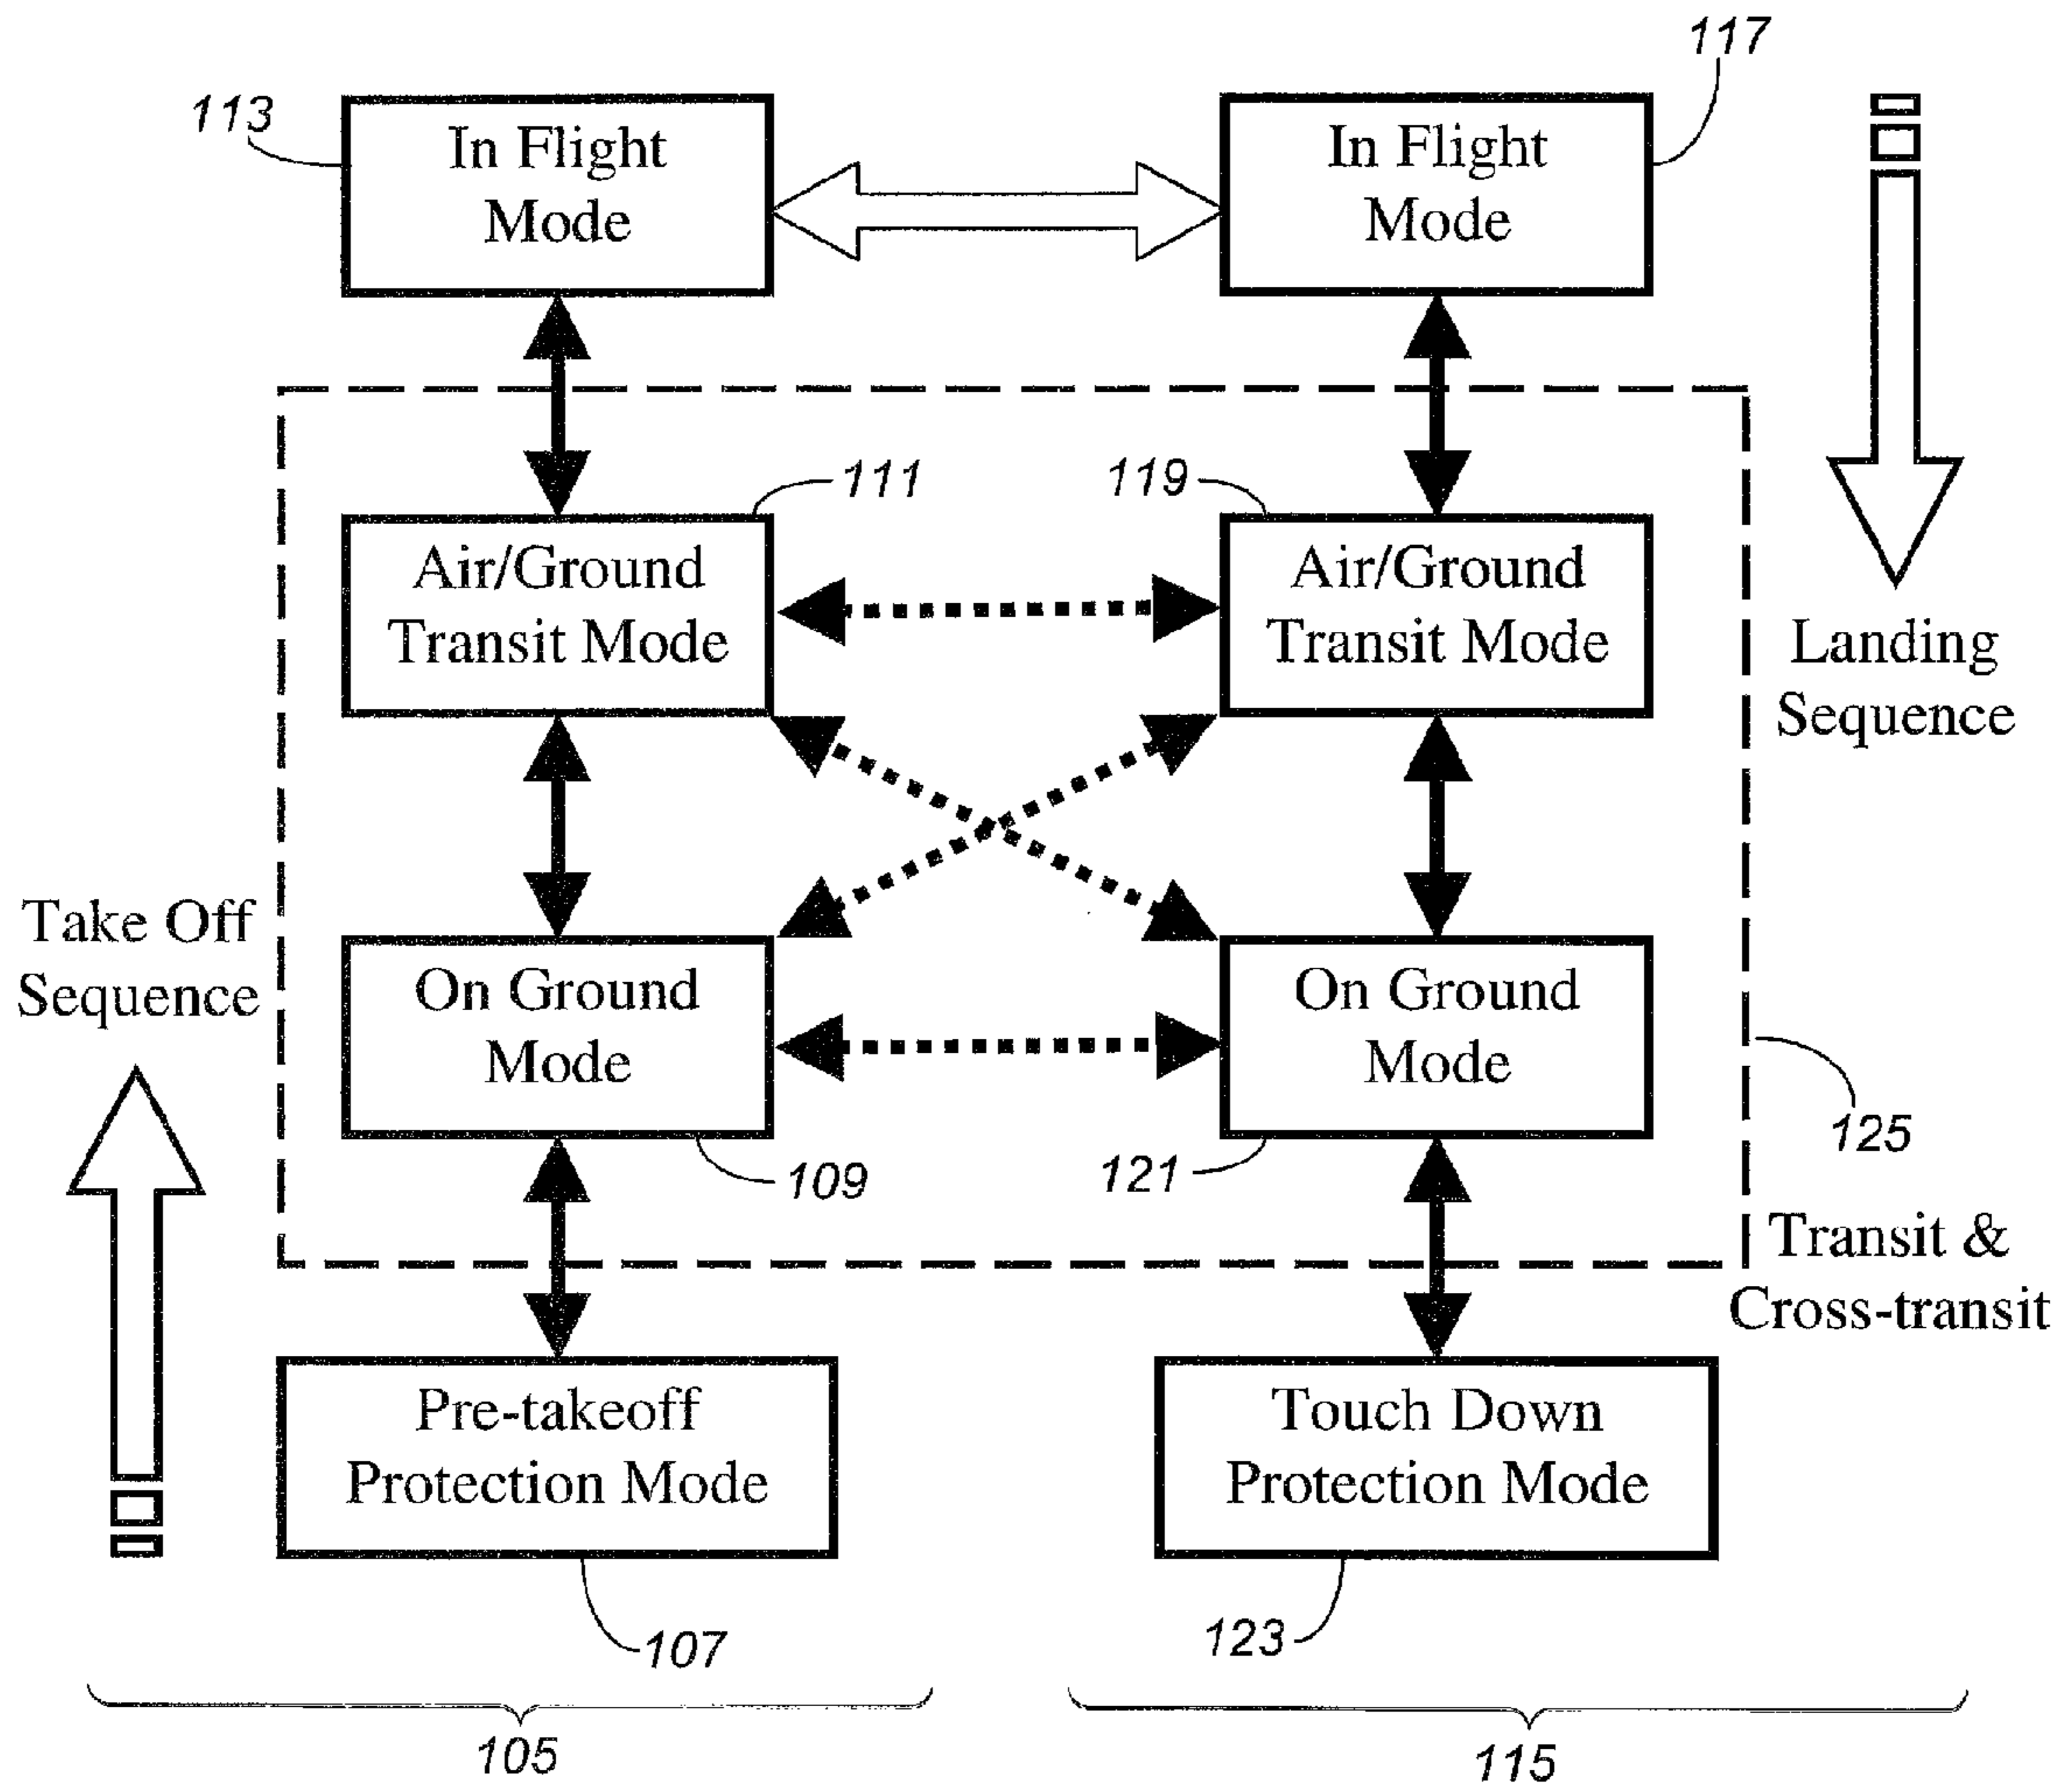 117
113
In Flight
Mode
In Flight
Mode
111
119
Air/Ground
Transit Mode
Air/Ground
Transit Mode
Landing
Sequence
Take Off
Sequence
On Ground
Mode
On Ground
Mode
125
109
121
Transit &
Cross-transit
Pre-takeoff
Protection Mode
Touch Down
Protection Mode
107
123
105
115